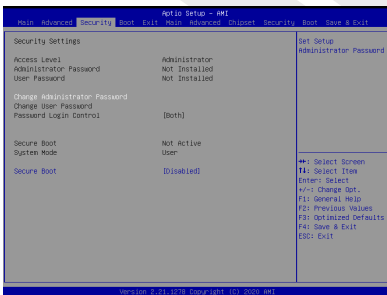 Aptio Setup - AMI
Main Advanced Security Boot Exit Main Advanced Chipset Security Boot Save & Exit
Security Settings
Access Level Administrator
Administrator Password Not Installed
User Password Not Installed
Change Administrator Password
Change User Password
Password Login Control [Both]
Secure Boot Not Active
System Mode User
Secure Boot [Disabled]
Set Setup
Administrator Password
→←: Select Screen
↑↓: Select Item
Enter: Select
+/-: Change Opt.
F1: General Help
F2: Previous Values
F3: Optimized Defaults
F4: Save & Exit
ESC: Exit
Version 2.21.1278 Copyright (C) 2020 AMI